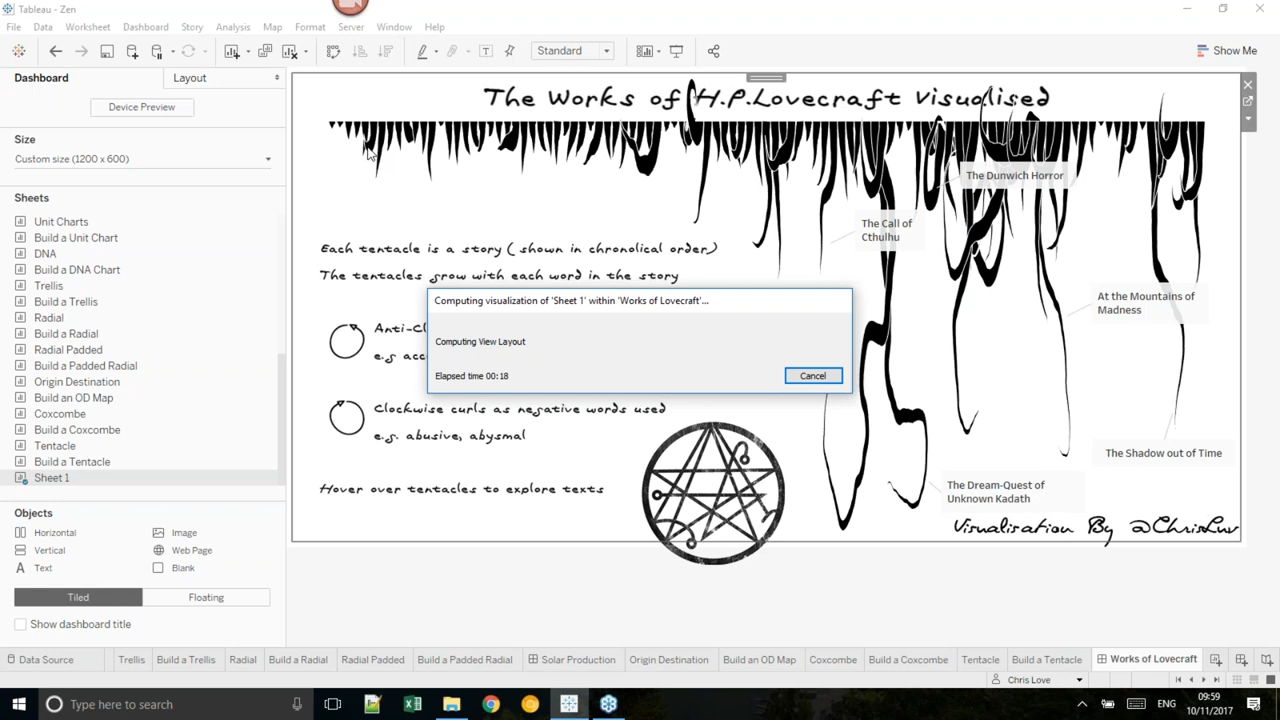 Tableau - Zen
File Data Worksheet Dashboard Story Analysis Map Format Server Window Help
Standard
Show Me
Dashboard
Layout
Device Preview
Size
Custom size (1200 x 600)
Sheets
Unit Charts
Build a Unit Chart
DNA
Build a DNA Chart
Trellis
Build a Trellis
Radial
Build a Radial
Radial Padded
Build a Padded Radial
Origin Destination
Build an OD Map
Coxcombe
Build a Coxcombe
Tentacle
Build a Tentacle
Sheet 1
Objects
Horizontal
Image
Vertical
Web Page
Text
Blank
Tiled
Floating
Show dashboard title
The Works of H.P.Lovecraft Visualised
The Dunwich Horror
The Call of
Cthulhu
Each tentacle is a story ( shown in chronolical order)
The tentacles grow with each word in the story
At the Mountains of
Madness
Computing visualization of 'Sheet 1' within 'Works of Lovecraft'...
Computing View Layout
Elapsed time 00:18
Cancel
Anti-Cl
e.g acc
Clockwise curls as negative words used
e.g. abusive, abysmal
The Shadow out of Time
Hover over tentacles to explore texts
The Dream-Quest of
Unknown Kadath
Visualisation By @ChrisLuv
Data Source
Trellis
Build a Trellis
Radial
Build a Radial
Radial Padded
Build a Padded Radial
Solar Production
Origin Destination
Build an OD Map
Coxcombe
Build a Coxcombe
Tentacle
Build a Tentacle
Works of Lovecraft
Chris Love
Type here to search
ENG
09:59
10/11/2017